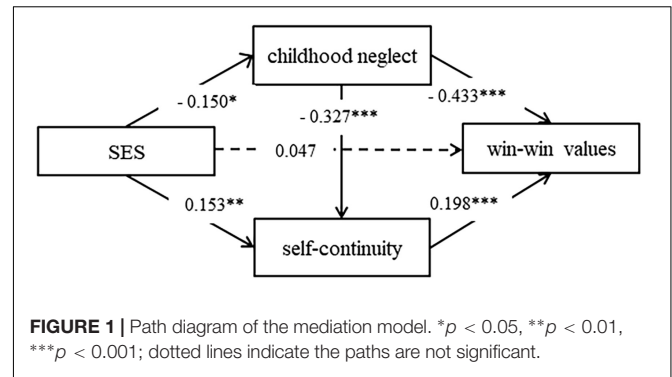 childhood neglect
- 0.150*
- 0.433***
- 0.327***
SES
0.047
win-win values
0.153**
0.198***
self-continuity
FIGURE 1 | Path diagram of the mediation model. *p < 0.05, **p < 0.01,
***p < 0.001; dotted lines indicate the paths are not significant.